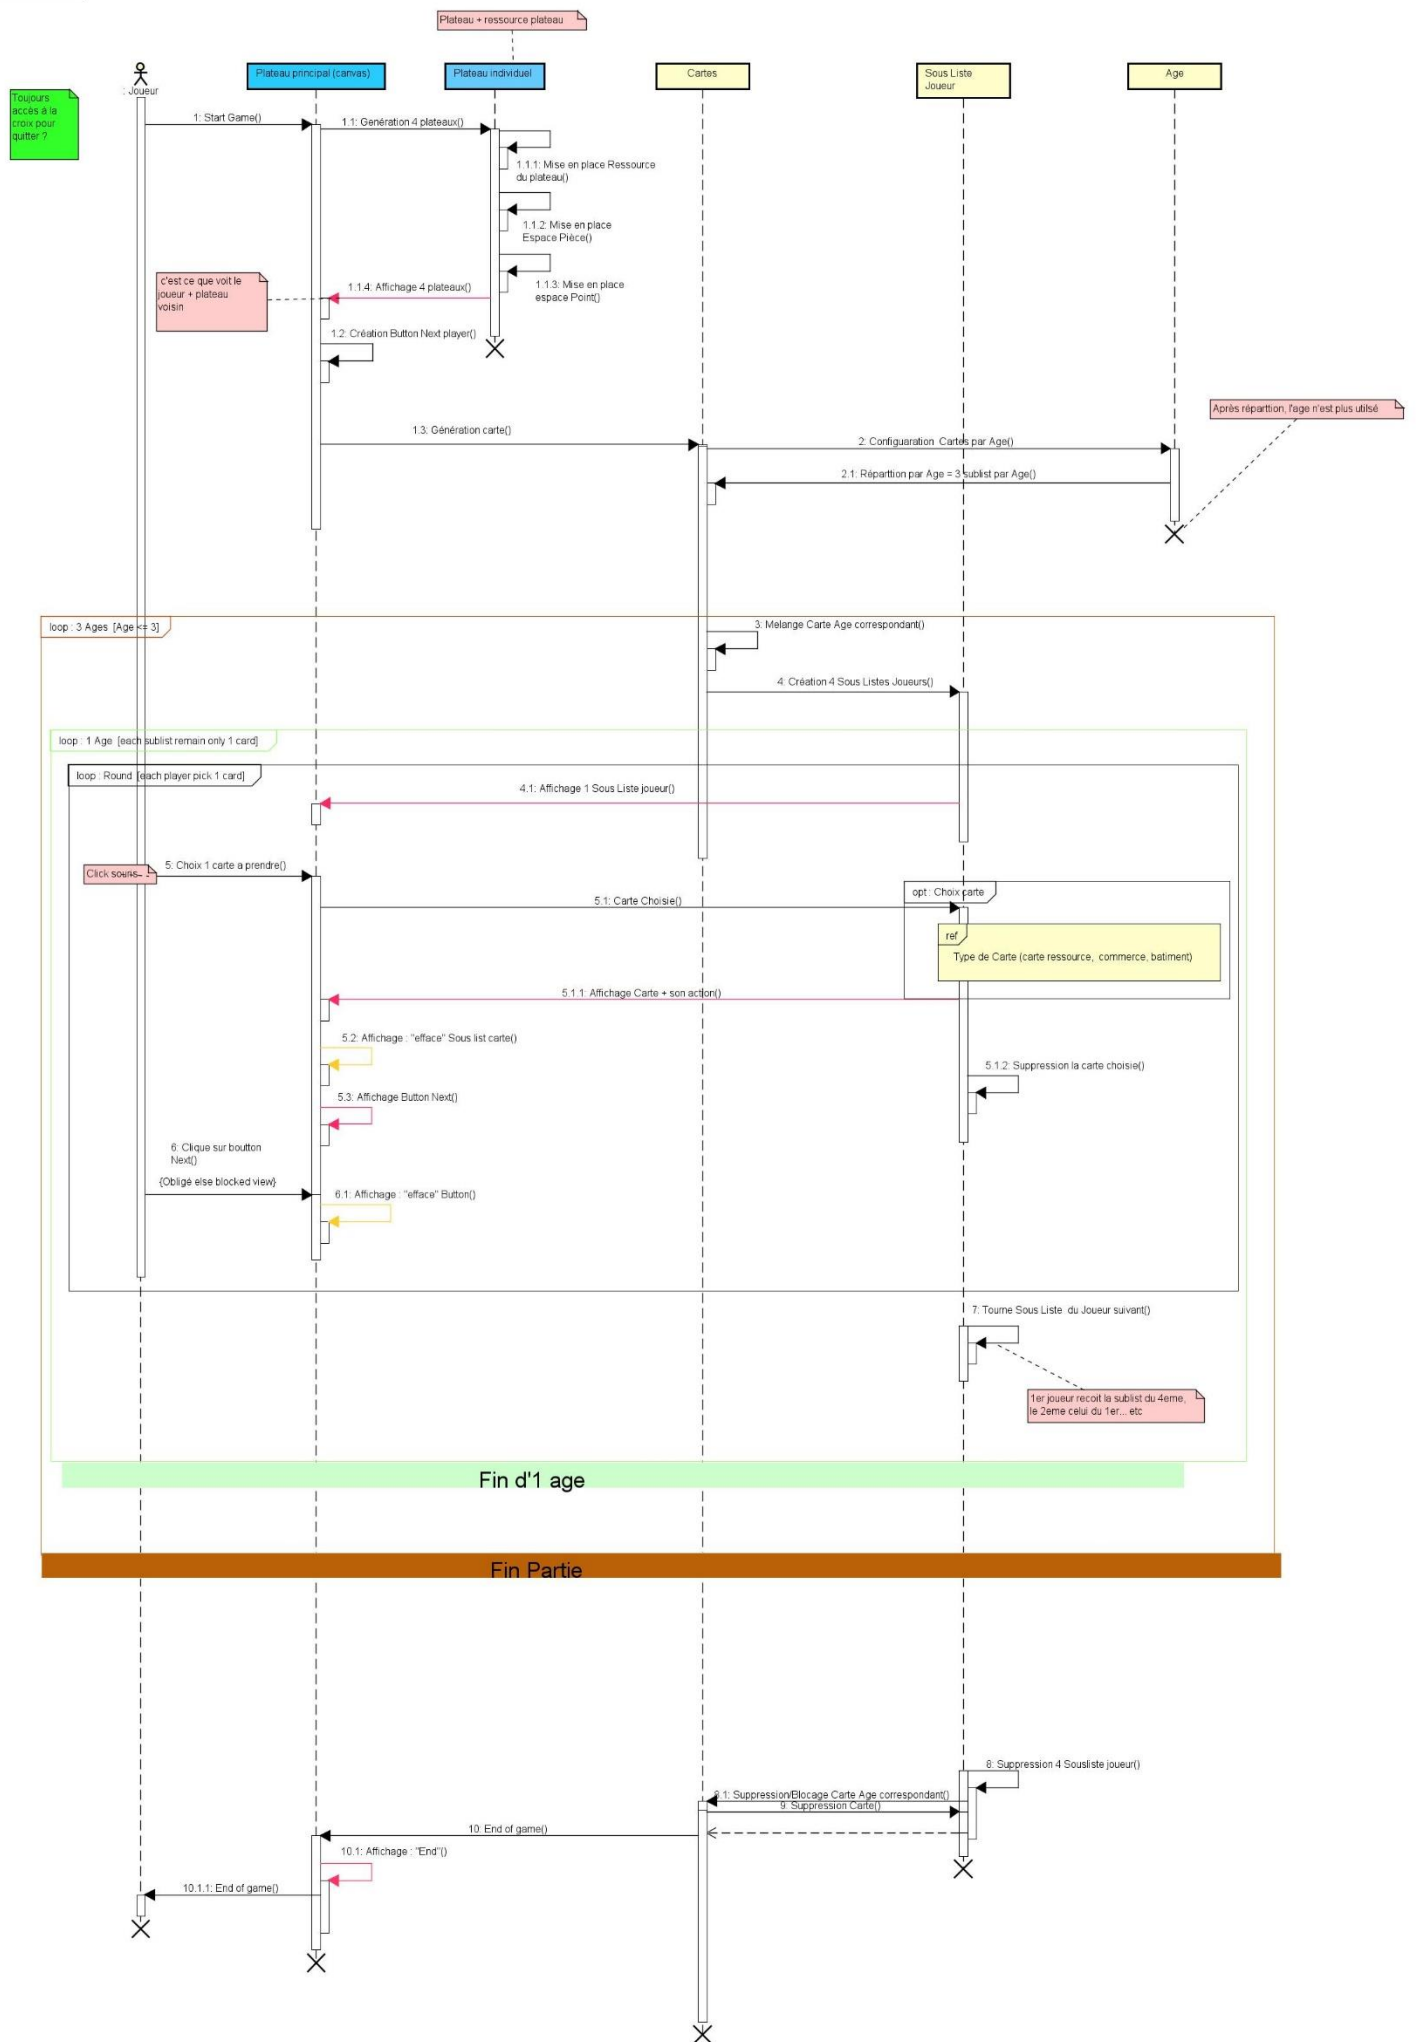 Plateau + ressource plateau
: Joueur
Plateau principal (canvas)
Plateau individuel
Cartes
Sous Liste
Joueur
Age
Toujours
accès à la
croix pour
quitter ?
1: Start Game()
1.1: Genération 4 plateaux()
1.1.1: Mise en place Ressource
du plateau()
1.1.2: Mise en place
Espace Pièce()
1.1.3: Mise en place
espace Point()
c'est ce que voit le
joueur + plateau
voisin
1.1.4: Affichage 4 plateaux()
1.2: Création Button Next player()
Après réparttion, l'age n'est plus utilsé
1.3: Génération carte()
2: Configuaration Cartes par Age()
2.1: Réparttion par Age = 3 sublist par Age()
loop : 3 Ages [Age <= 3]
3: Melange Carte Age correspondant()
4: Création 4 Sous Listes Joueurs()
loop : 1 Age [each sublist remain only 1 card]
loop : Round [each player pick 1 card]
4.1: Affichage 1 Sous Liste joueur()
Click souris
5: Choix 1 carte a prendre()
opt : Choix carte
5.1: Carte Choisie()
ref
Type de Carte (carte ressource, commerce, batiment)
5.1.1: Affichage Carte + son action()
5.2: Affichage : "efface" Sous list carte()
5.1.2: Suppression la carte choisie()
5.3: Affichage Button Next()
6: Clique sur boutton
Next()
{Obligé else blocked view}
6.1: Affichage : "efface" Button()
7: Tourne Sous Liste du Joueur suivant()
1er joueur recoit la sublist du 4eme,
le 2eme celui du 1er... etc
Fin d'1 age
Fin Partie
8: Suppression 4 Sousliste joueur()
8.1: Suppression/Blocage Carte Age correspondant()
9: Suppression Carte()
10: End of game()
10.1: Affichage : "End"()
10.1.1: End of game()